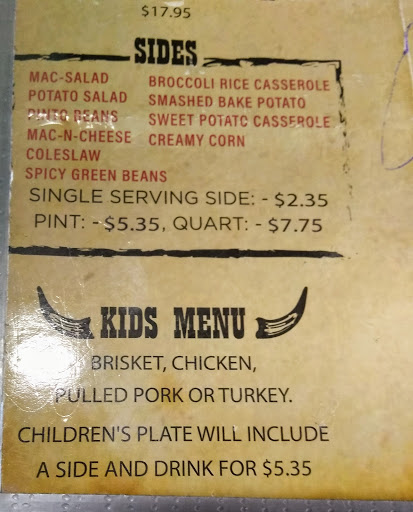 $17.95
SIDES
MAC-SALAD
POTATO SALAD
PINTO BEANS
MAC-N-CHEESE
COLESLAW
SPICY GREEN BEANS
BROCCOLI RICE CASSEROLE
SMASHED BAKE POTATO
SWEET POTATO CASSEROLE
CREAMY CORN
SINGLE SERVING SIDE: - $2.35
PINT: - $5.35, QUART: - $7.75
KIDS MENU
BRISKET, CHICKEN,
PULLED PORK OR TURKEY.
CHILDREN'S PLATE WILL INCLUDE
A SIDE AND DRINK FOR $5.35